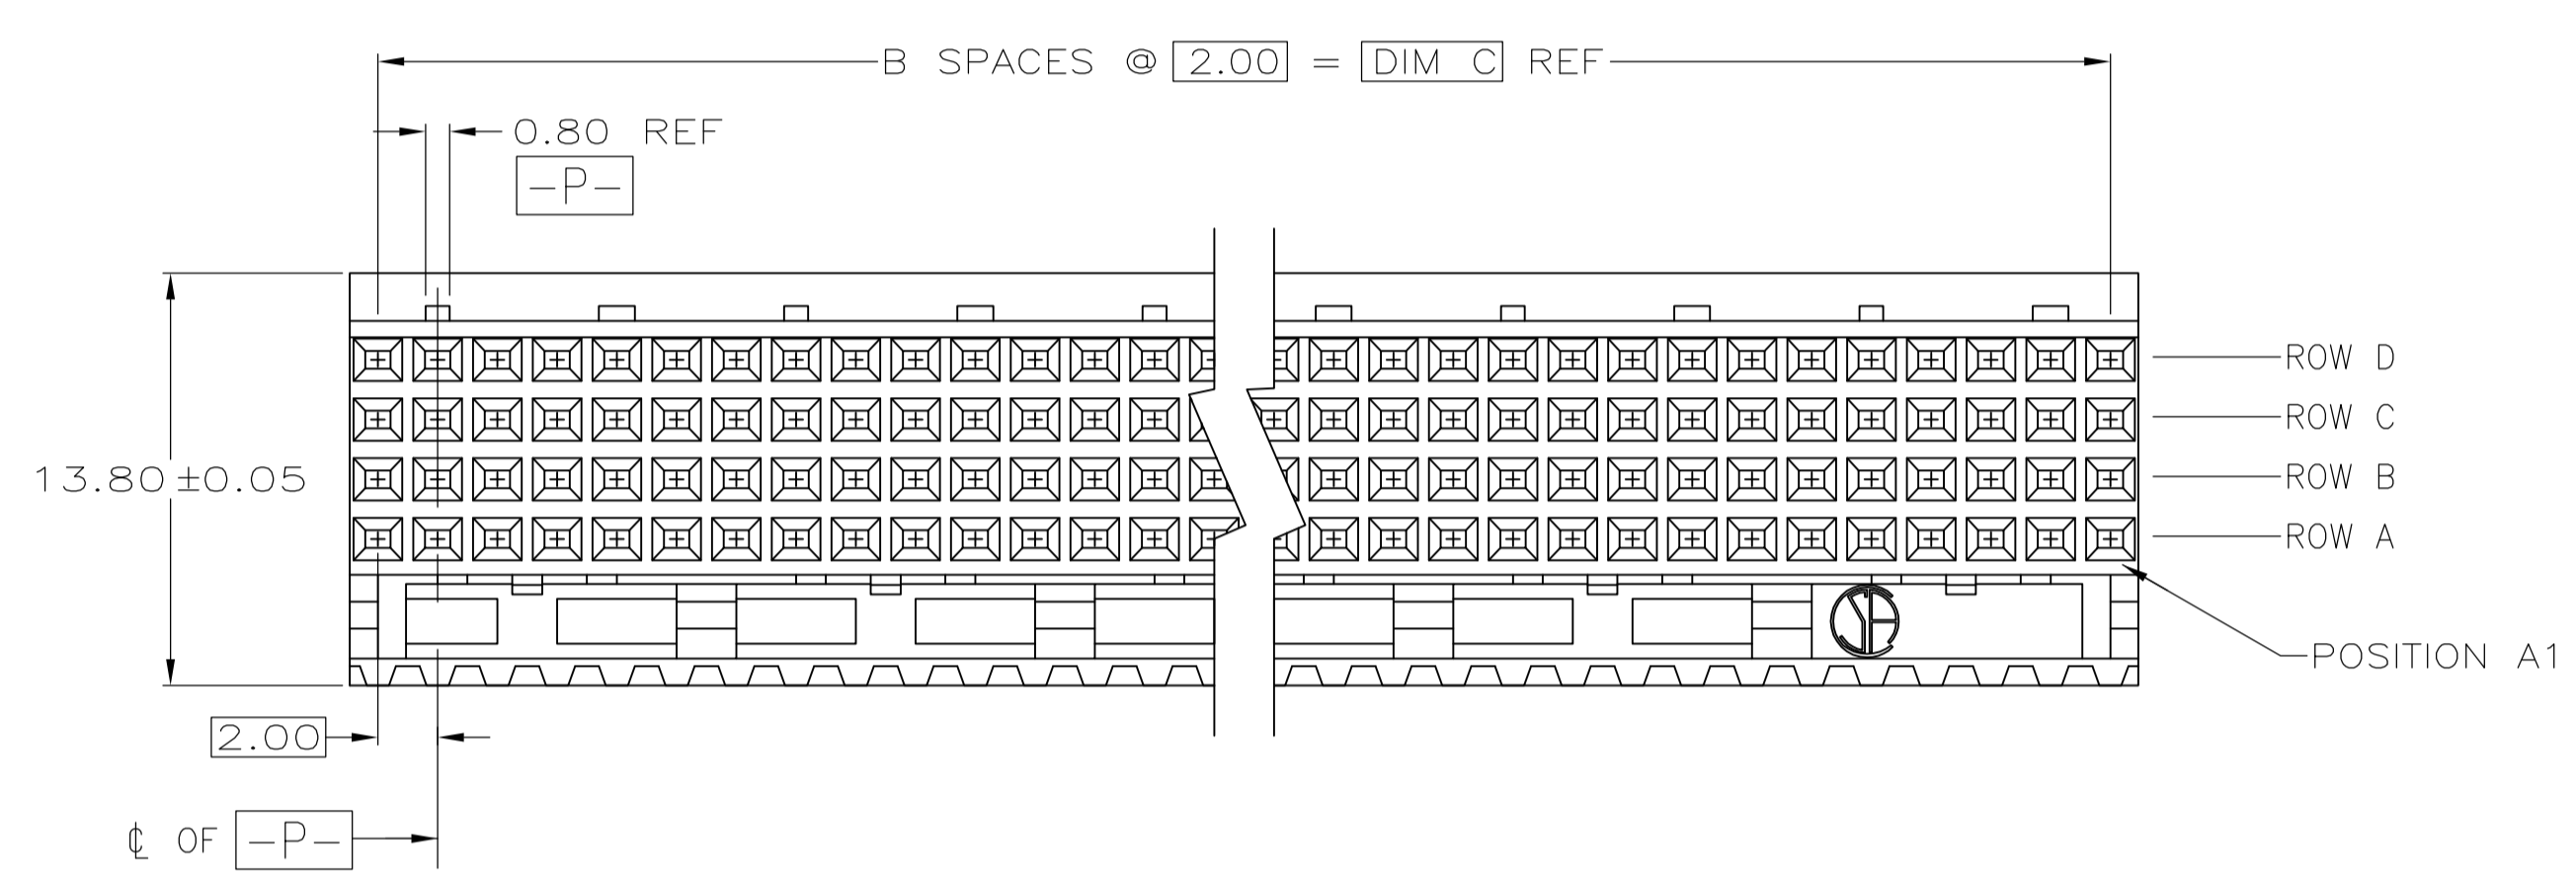 B SPACES @ 2.00 = DIM C REF
0.80 REF
-P-
ROW D
ROW C
13.80±0.05
ROW B
ROW A
POSITION A1
2.00
℄ OF -P-